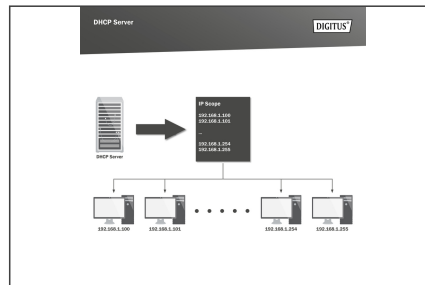 DHCP Server
DIGITUS®
IP Scope
192.168.1.100
192.168.1.101
...
192.168.1.254
192.168.1.255
DHCP Server
192.168.1.100
192.168.1.101
192.168.1.254
192.168.1.255